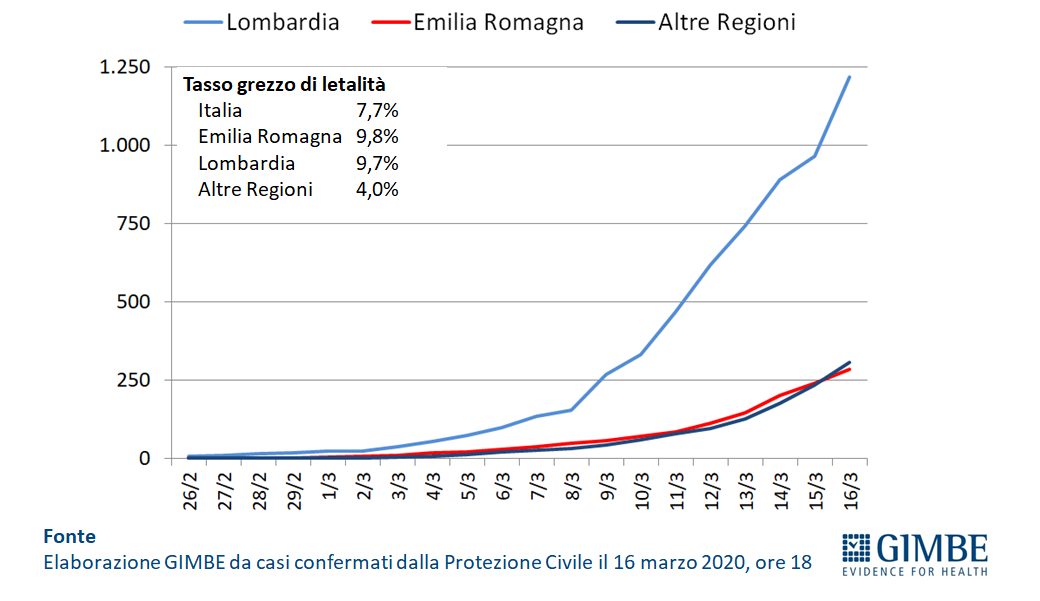 Lombardia Emilia Romagna Altre Regioni
1.250
1.000
750
500
250
0
Tasso grezzo di letalità
Italia 7,7%
Emilia Romagna 9,8%
Lombardia 9,7%
Altre Regioni 4,0%
26/2 27/2 28/2 29/2 1/3 2/3 3/3 4/3 5/3 6/3 7/3 8/3 9/3 10/3 11/3 12/3 13/3 14/3 15/3 16/3
Fonte
Elaborazione GIMBE da casi confermati dalla Protezione Civile il 16 marzo 2020, ore 18
GIMBE
EVIDENCE FOR HEALTH